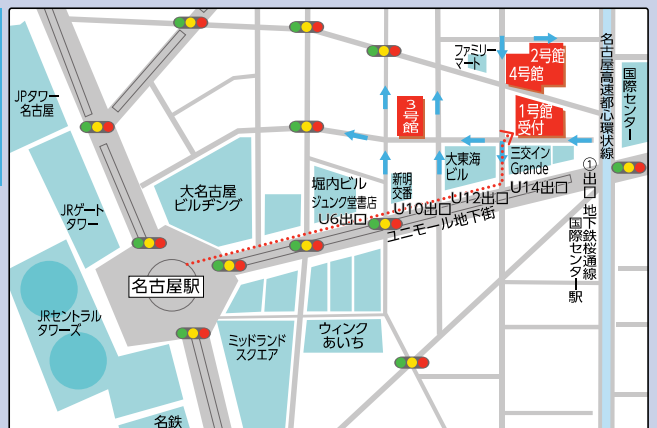 ファミリー
マート
2号館
4号館
名古屋高速都心環状線
国際センター
JPタワー
名古屋
3号館
1号館
受付
大東海
ビル
三交イン
Grande
①出口 地下鉄桜通線
国際センター駅
大名古屋
ビルヂング
堀内ビル
ジュンク堂書店
U6出口
新明
交番
U10出口
U12出口
U14出口
ユニモール地下街
JRゲート
タワー
名古屋駅
JRセントラル
タワーズ
ミッドランド
スクエア
ウィンク
あいち
名鉄